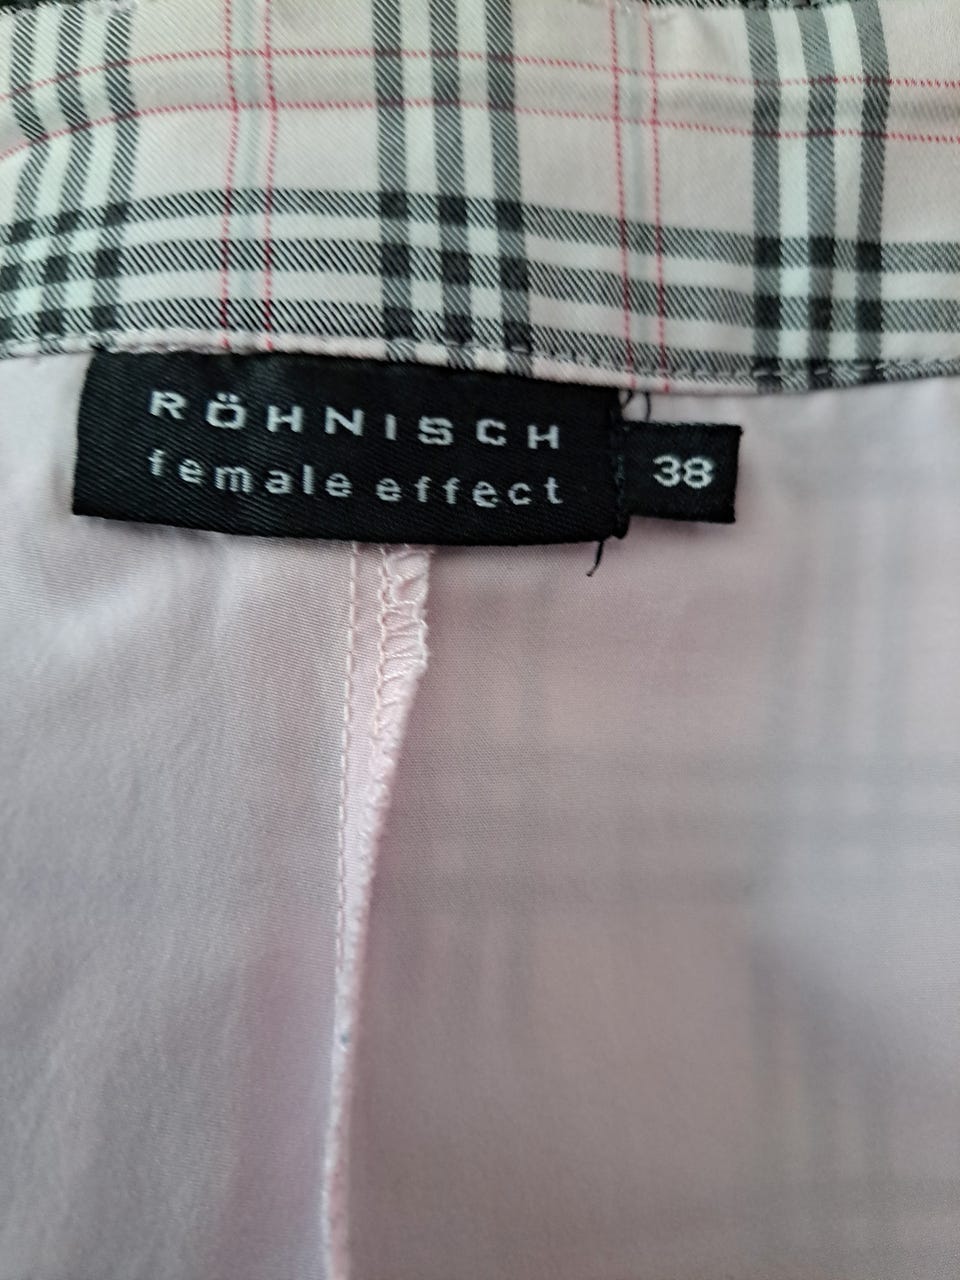 RÖHNISCH
female effect
38